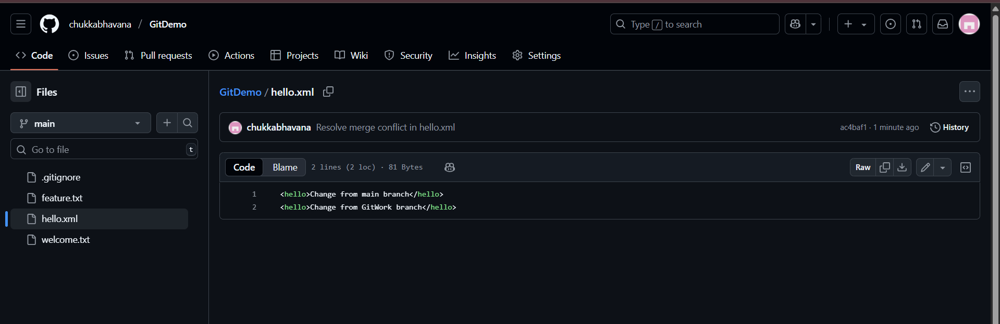 chukkabhavana / GitDemo
Type / to search
Code Issues Pull requests Actions Projects Wiki Security Insights Settings
Files
main
Go to file t
.gitignore
feature.txt
hello.xml
welcome.txt
GitDemo / hello.xml
chukkabhavana Resolve merge conflict in hello.xml ac4baf1 · 1 minute ago History
Code Blame 2 lines (2 loc) · 81 Bytes Raw
1 <hello>Change from main branch</hello>
2 <hello>Change from GitWork branch</hello>